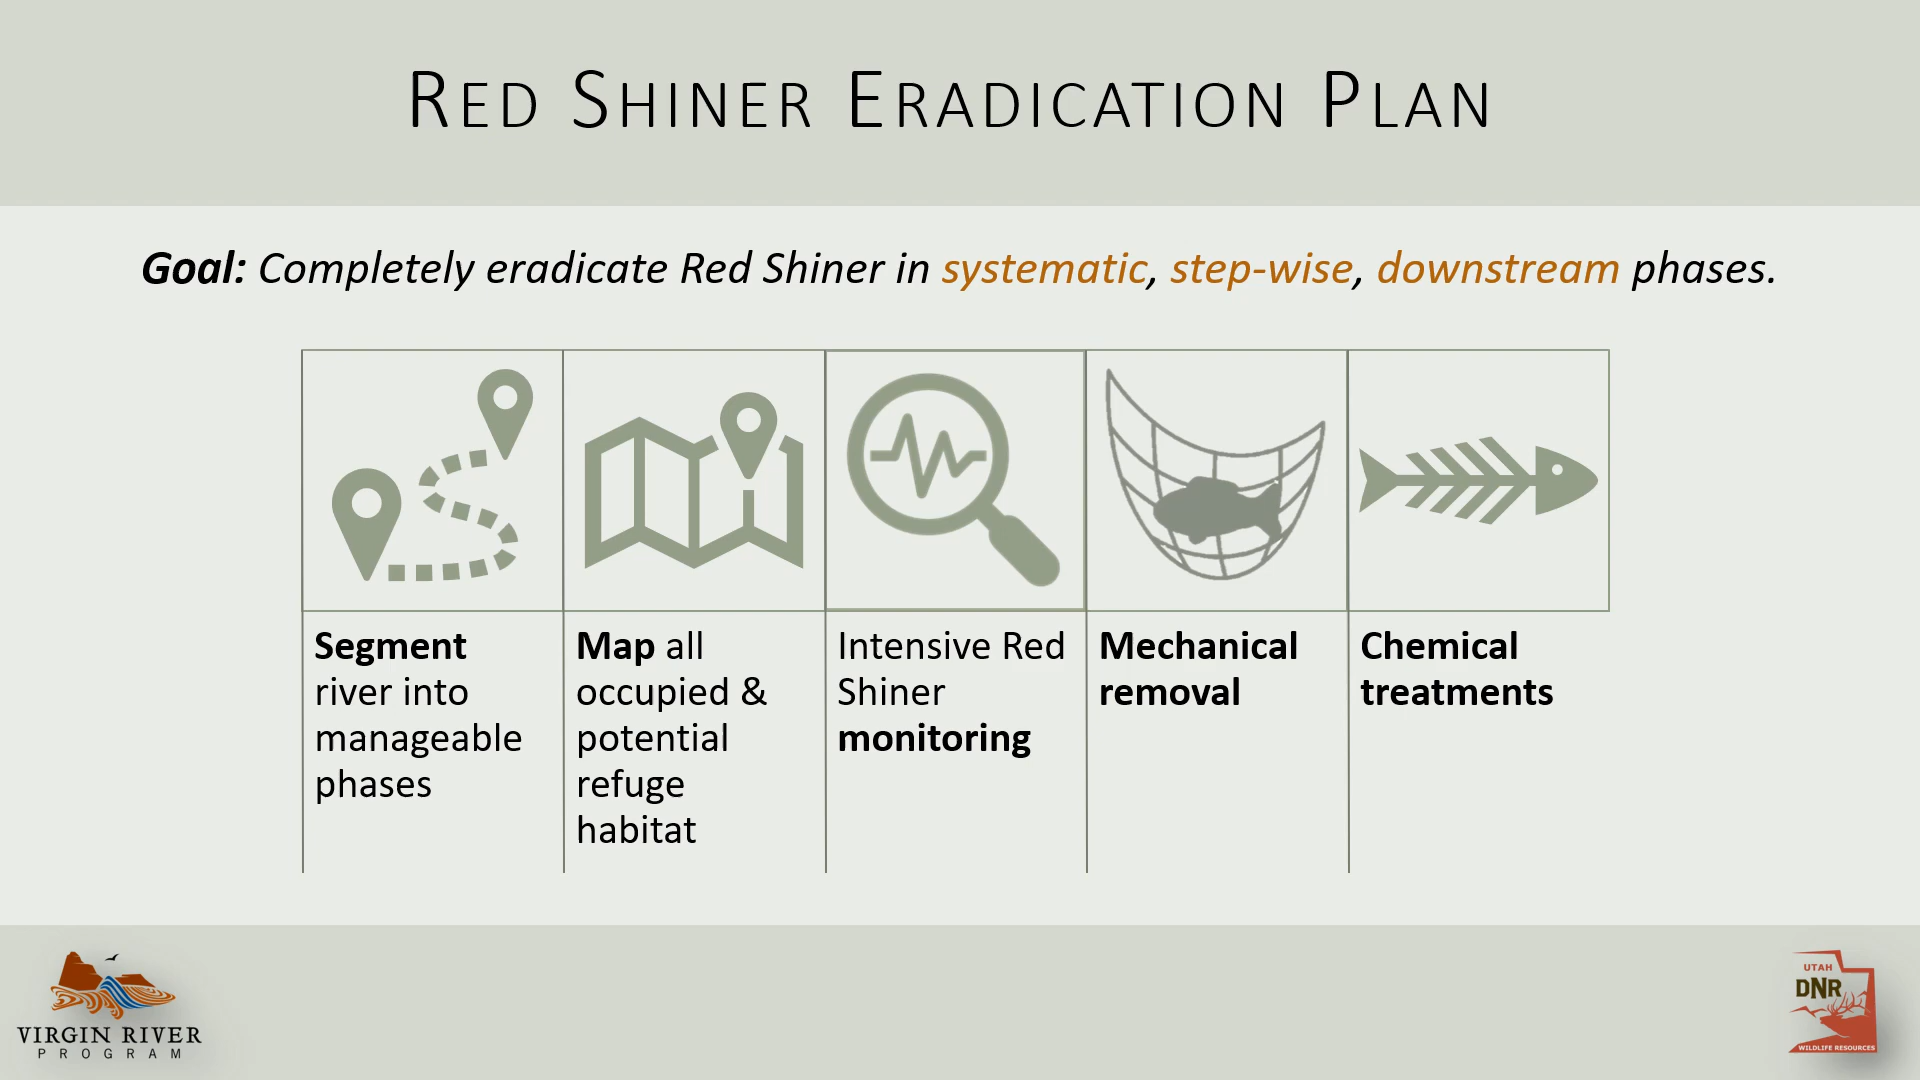 RED SHINER ERADICATION PLAN
Goal: Completely eradicate Red Shiner in systematic, step-wise, downstream phases.
Segment
river into
manageable
phases
Map all
occupied &
potential
refuge
habitat
Intensive Red
Shiner
monitoring
Mechanical
removal
Chemical
treatments
VIRGIN RIVER
PROGRAM
UTAH
DNR
WILDLIFE RESOURCES